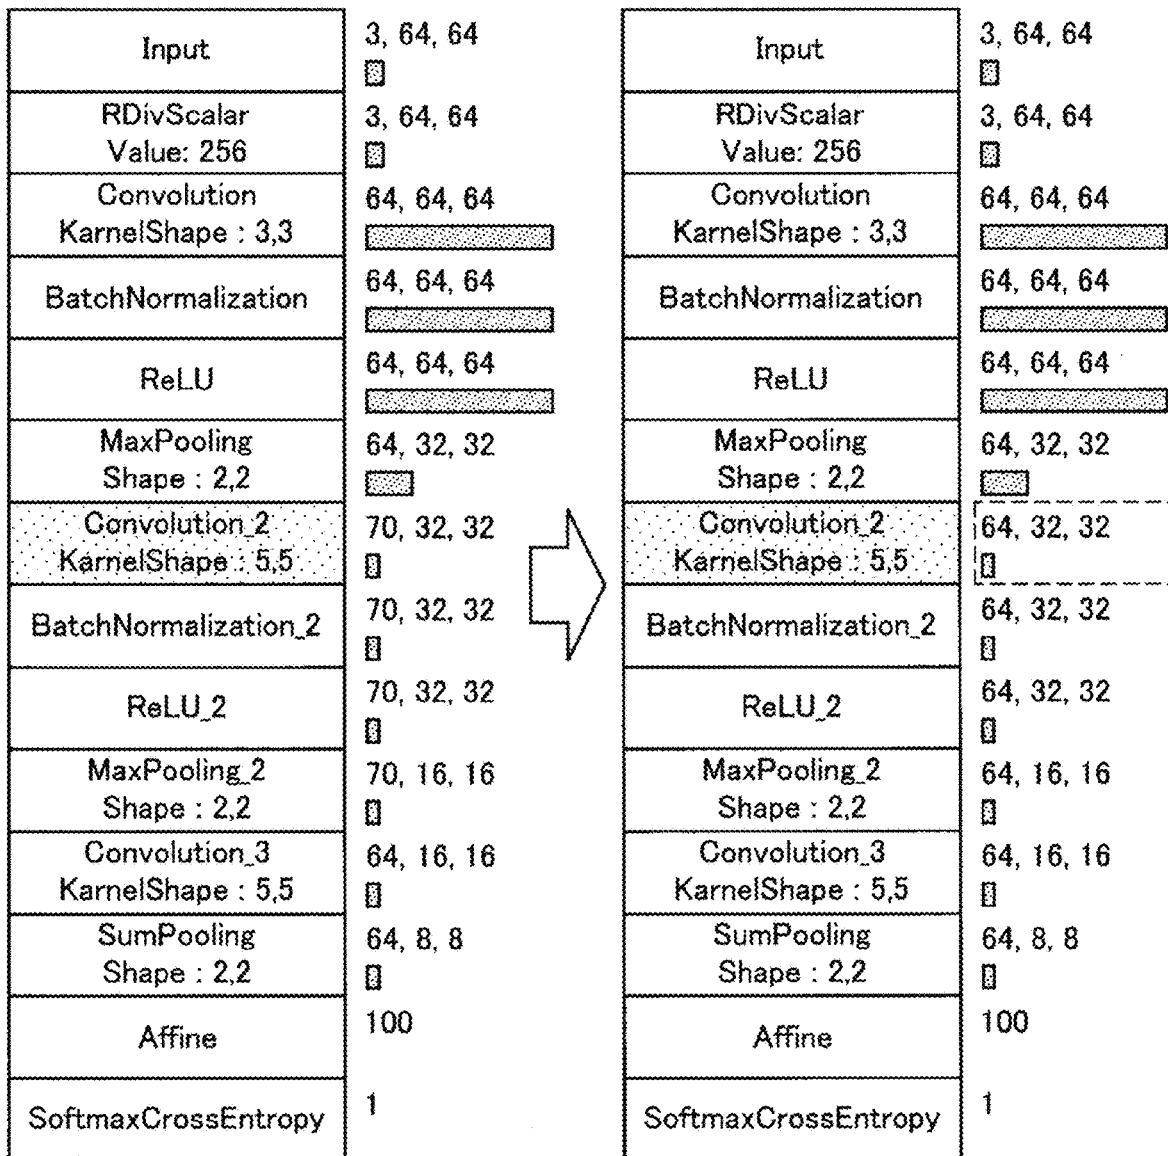 Input
3, 64, 64
RDivScalar
Value: 256
3, 64, 64
Convolution
KarnelShape : 3,3
64, 64, 64
BatchNormalization
64, 64, 64
ReLU
64, 64, 64
MaxPooling
Shape : 2,2
64, 32, 32
Convolution_2
KarnelShape : 5,5
70, 32, 32
BatchNormalization_2
70, 32, 32
ReLU_2
70, 32, 32
MaxPooling_2
Shape : 2,2
70, 16, 16
Convolution_3
KarnelShape : 5,5
64, 16, 16
SumPooling
Shape : 2,2
64, 8, 8
Affine
100
SoftmaxCrossEntropy
1
Input
3, 64, 64
RDivScalar
Value: 256
3, 64, 64
Convolution
KarnelShape : 3,3
64, 64, 64
BatchNormalization
64, 64, 64
ReLU
64, 64, 64
MaxPooling
Shape : 2,2
64, 32, 32
Convolution_2
KarnelShape : 5,5
64, 32, 32
BatchNormalization_2
64, 32, 32
ReLU_2
64, 32, 32
MaxPooling_2
Shape : 2,2
64, 16, 16
Convolution_3
KarnelShape : 5,5
64, 16, 16
SumPooling
Shape : 2,2
64, 8, 8
Affine
100
SoftmaxCrossEntropy
1